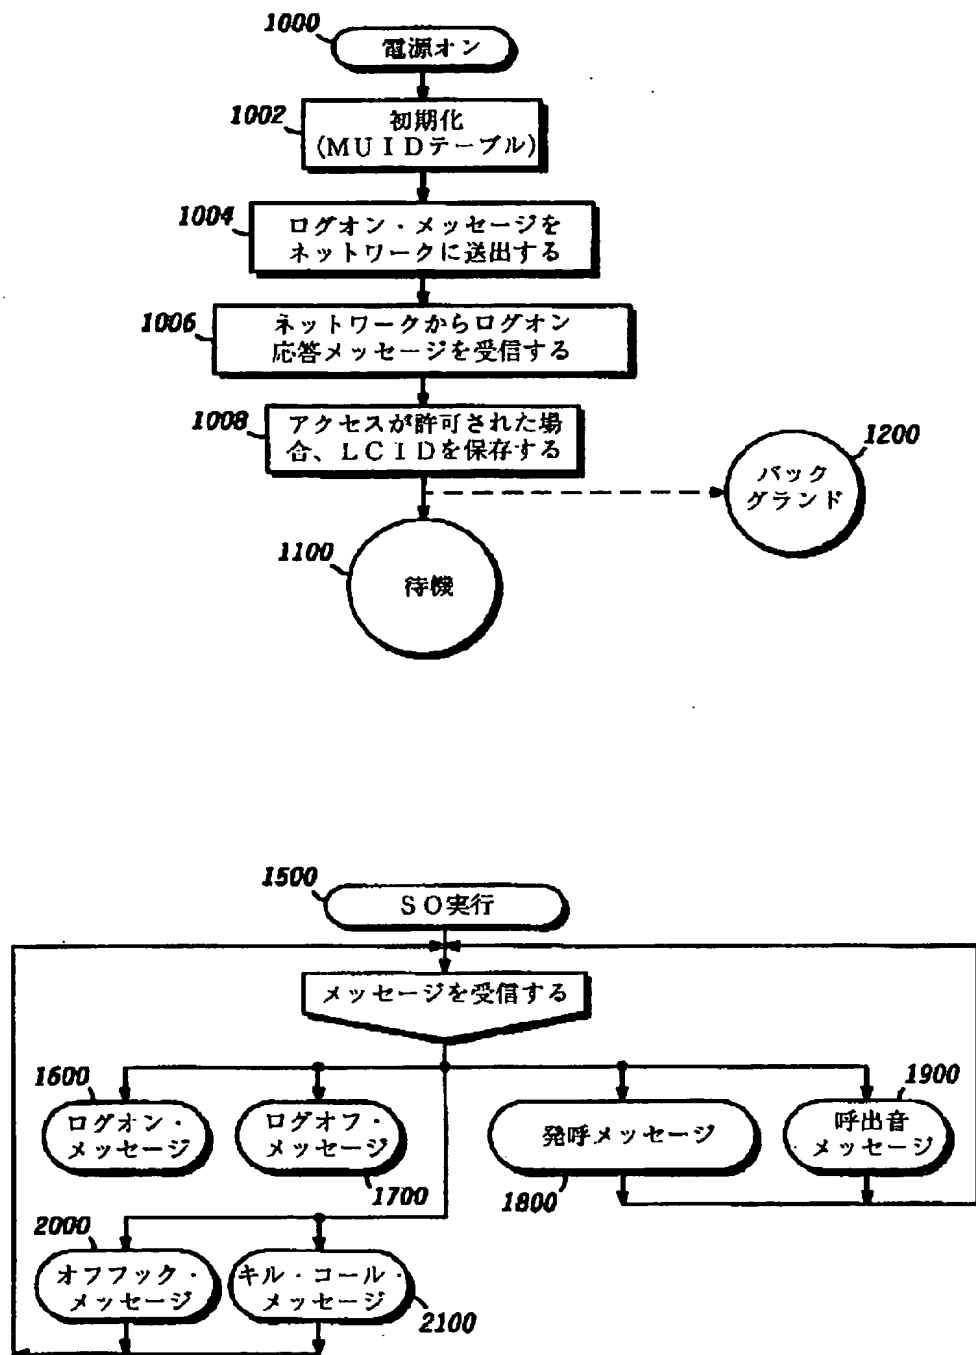 1000
電源オン
1002
初期化
(MUIDテーブル)
1004
ログオン・メッセージを
ネットワークに送出する
1006
ネットワークからログオン
応答メッセージを受信する
1008
アクセスが許可された場
合、LCIDを保存する
1200
バック
グランド
1100
待機
1500
SO実行
メッセージを受信する
1600
ログオン・
メッセージ
ログオフ・
メッセージ
1700
発呼メッセージ
1800
1900
呼出音
メッセージ
2000
オフフック・
メッセージ
キル・コール・
メッセージ
2100